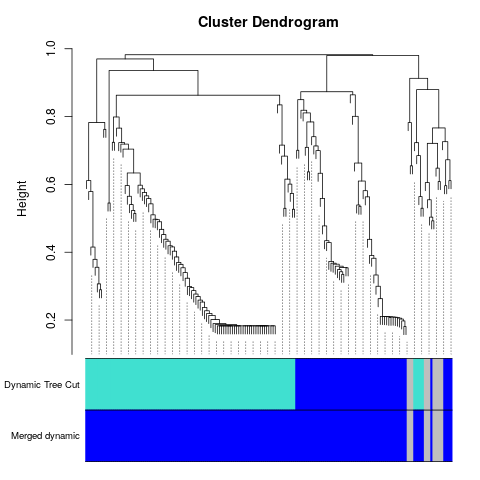 Cluster Dendrogram
1.0
0.8
0.6
0.4
0.2
Height
Dynamic Tree Cut
Merged dynamic